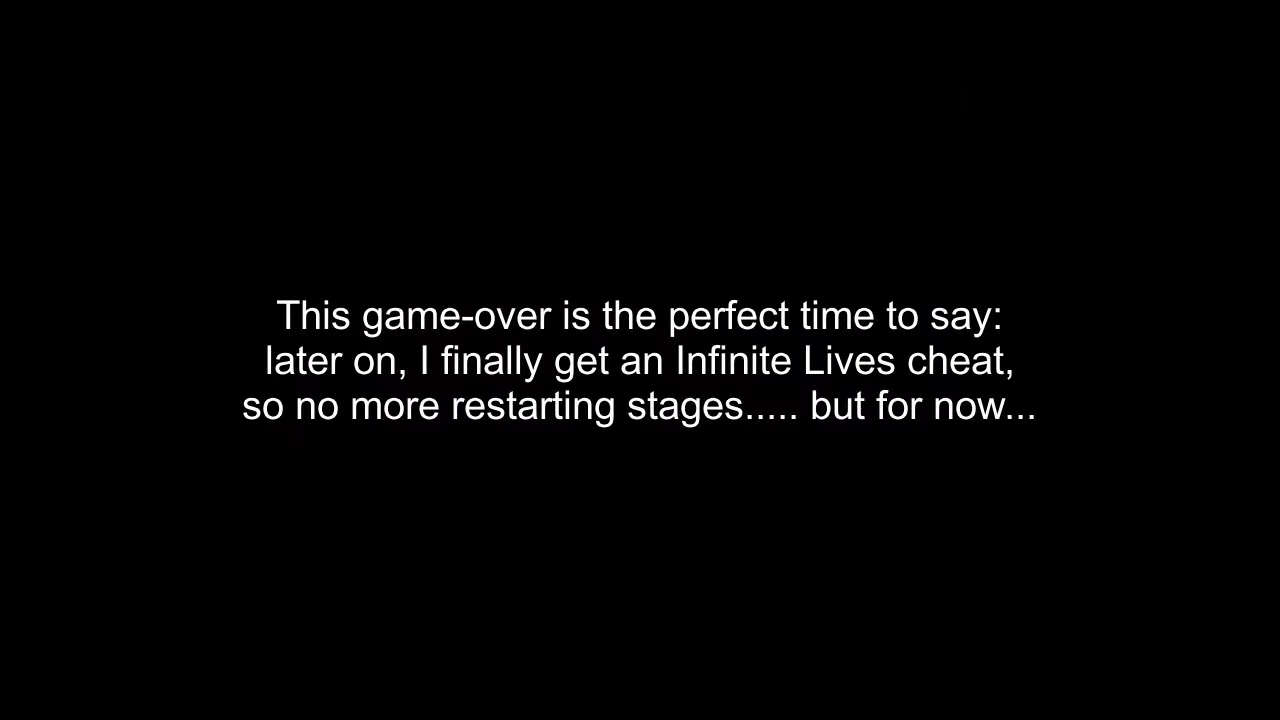 This game-over is the perfect time to say:
later on, I finally get an Infinite Lives cheat,
so no more restarting stages..... but for now...